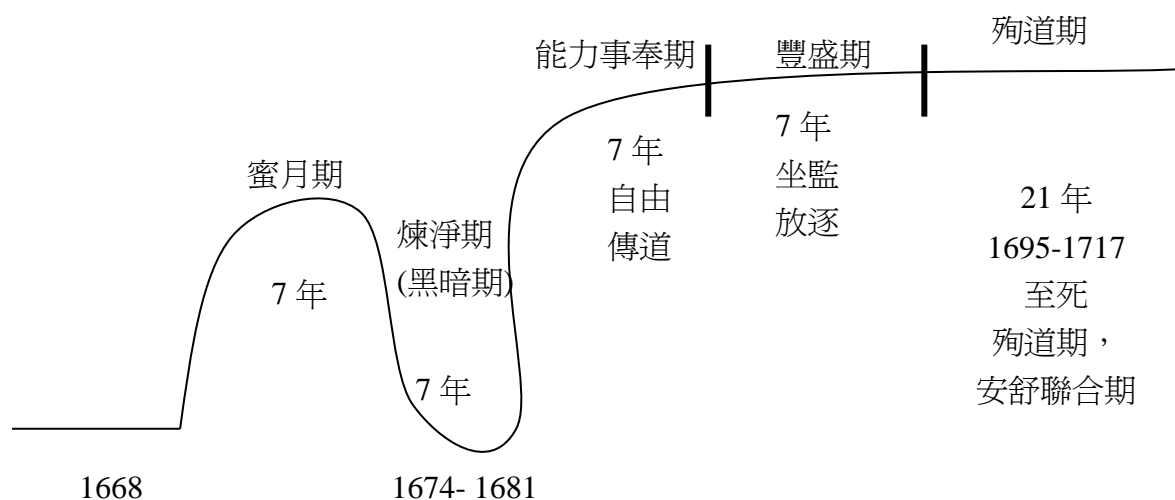 殉道期
能力事奉期
豐盛期
7 年
自由
傳道
7 年
坐監
放逐
蜜月期
7 年
煉淨期
(黑暗期)
7 年
21 年
1695-1717
至死
殉道期，
安舒聯合期
1668
1674- 1681